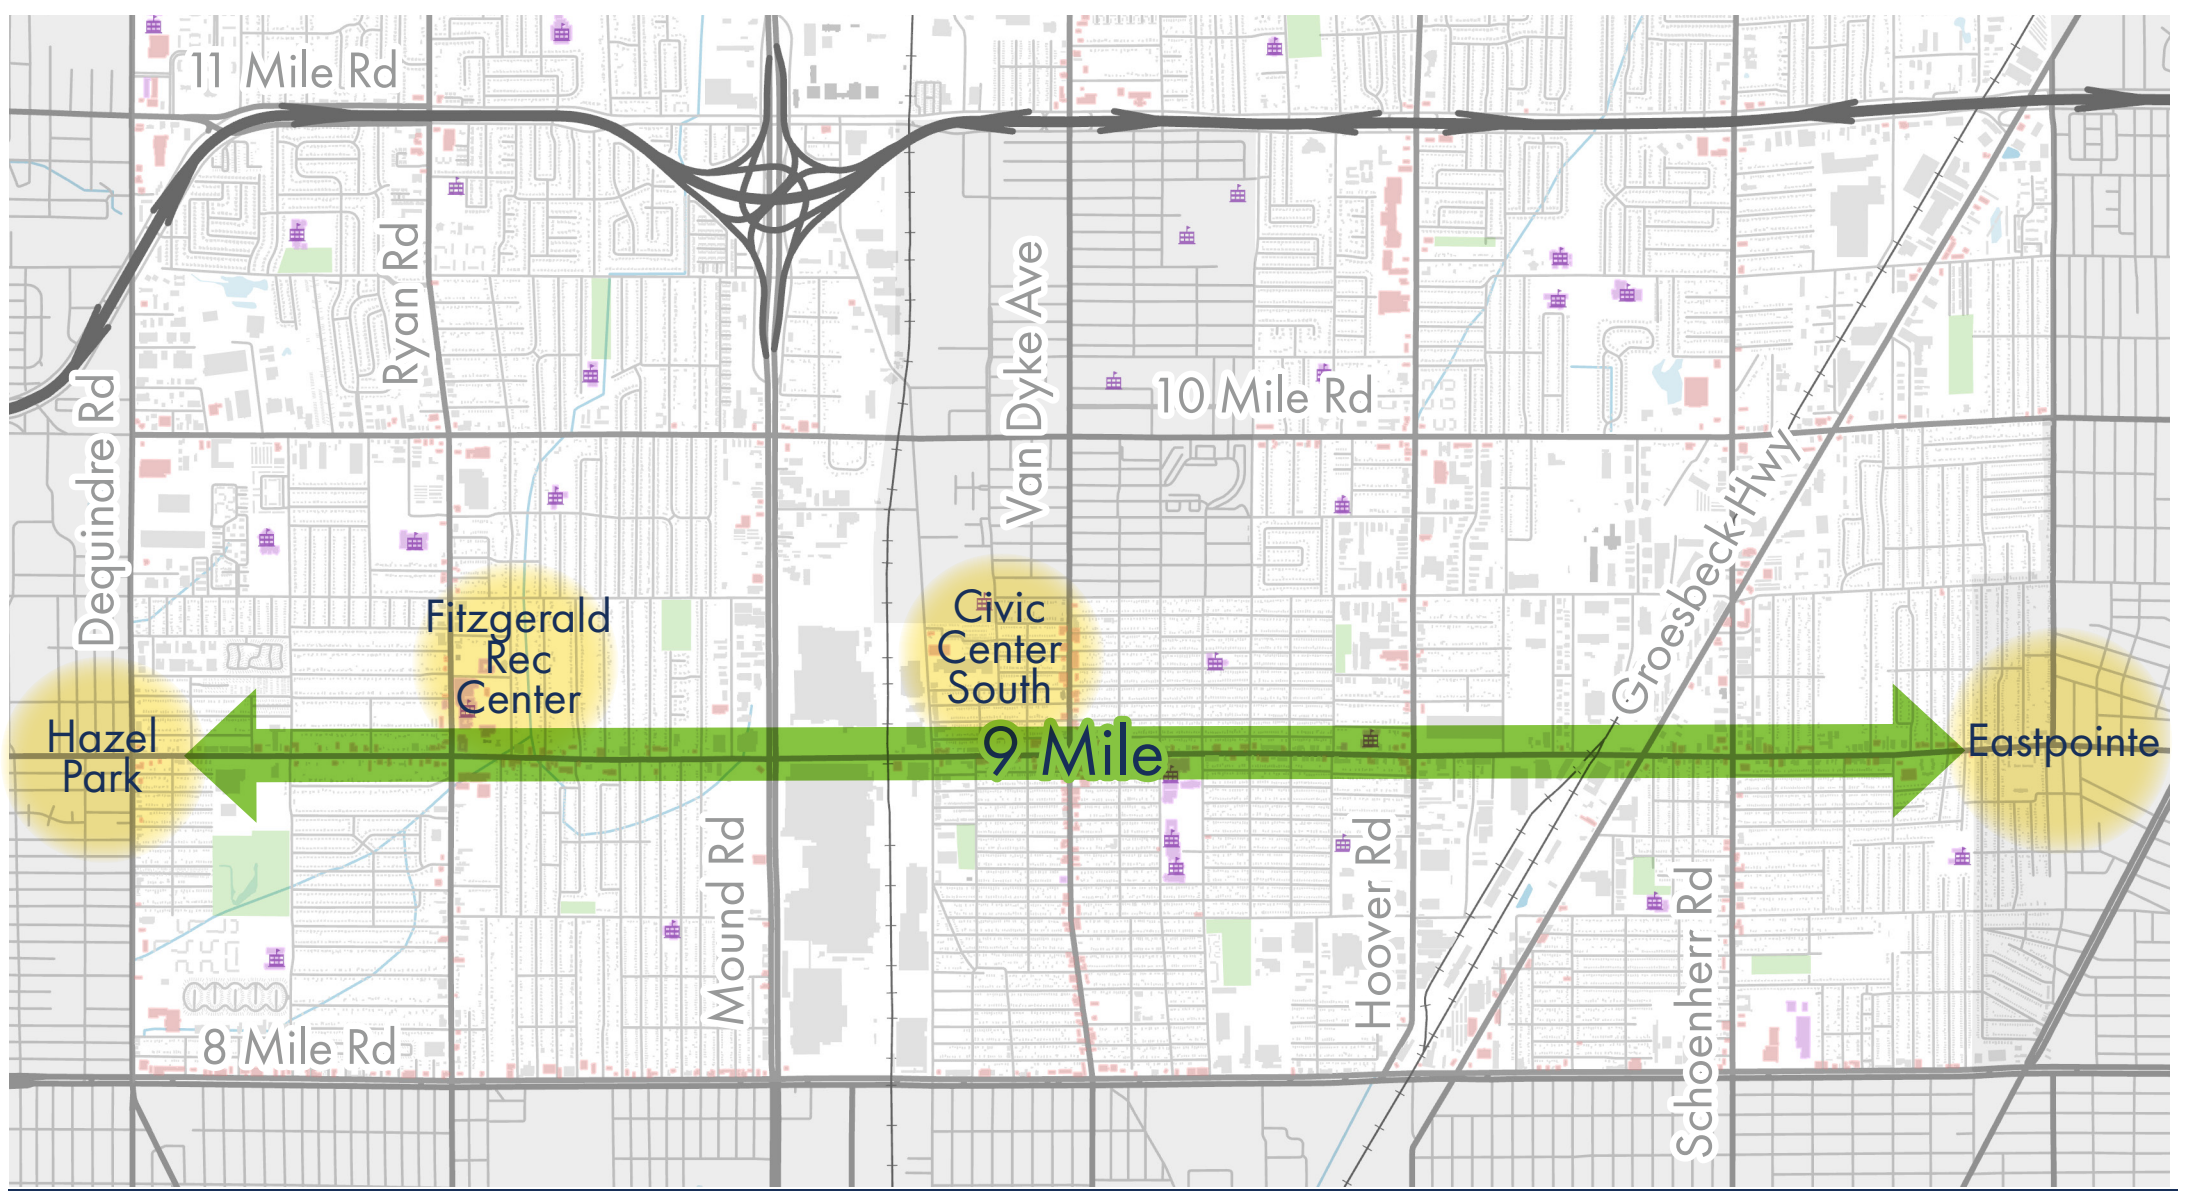 11 Mile Rd
Ryan Rd
Van Dyke Ave
10 Mile Rd
Dequindre Rd
Groesbeck Hwy
Fitzgerald
Rec
Center
Civic
Center
South
Hazel
Park
9 Mile
Eastpointe
Mound Rd
Hoover Rd
Schoenherr Rd
8 Mile Rd